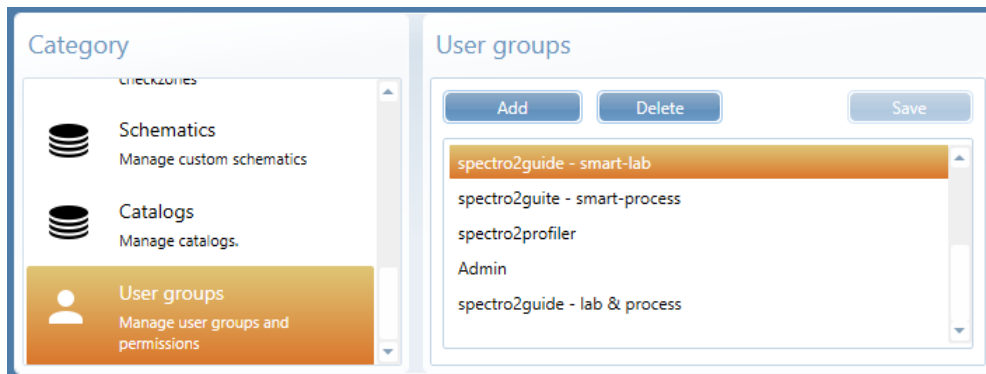 Category
checkzones
Schematics
Manage custom schematics
Catalogs
Manage catalogs.
User groups
Manage user groups and
permissions
User groups
Add
Delete
Save
spectro2guide - smart-lab
spectro2guite - smart-process
spectro2profiler
Admin
spectro2guide - lab & process